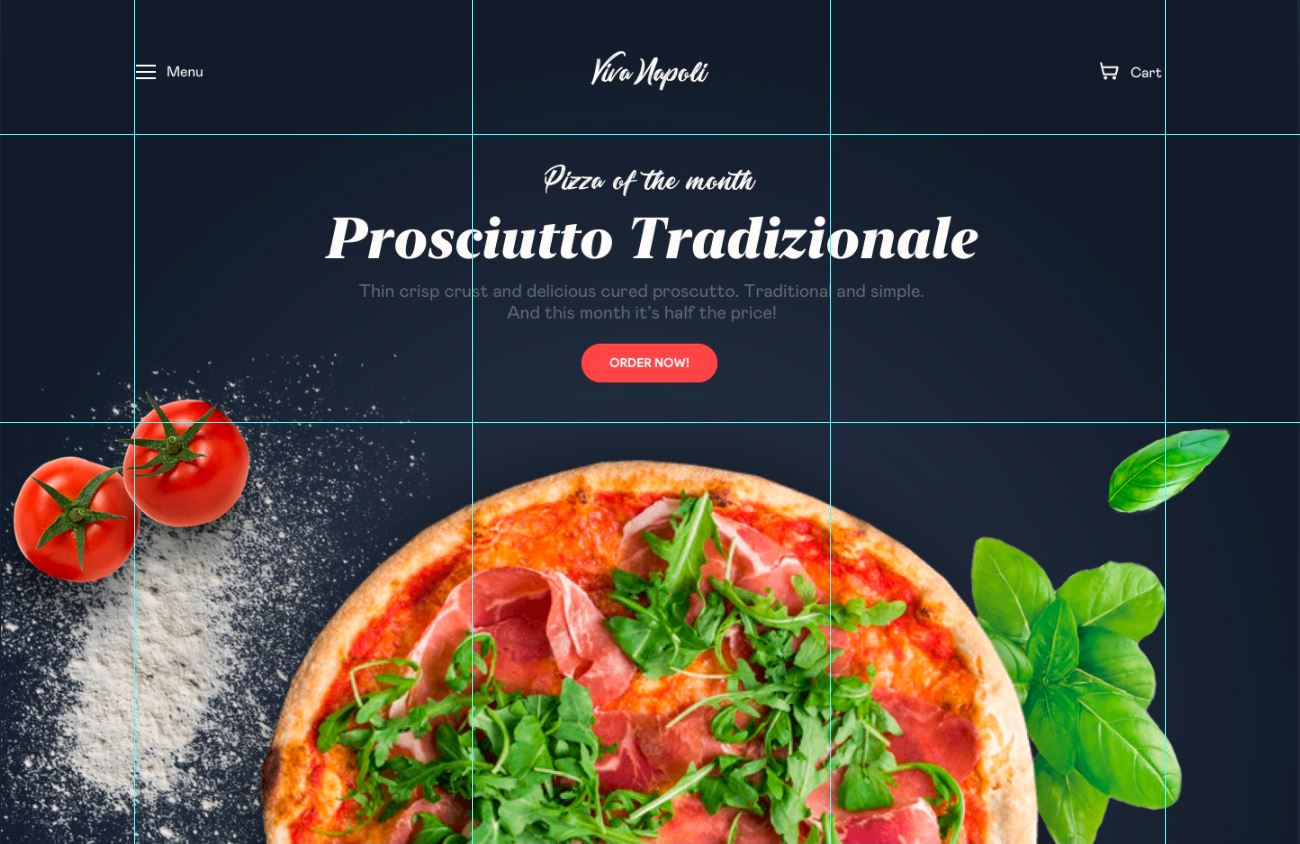 Menu
Viva Napoli
Cart
Pizza of the month
Prosciutto Tradizionale
Thin crisp crust and delicious cured proscutto. Traditional and simple.
And this month it's half the price!
ORDER NOW!